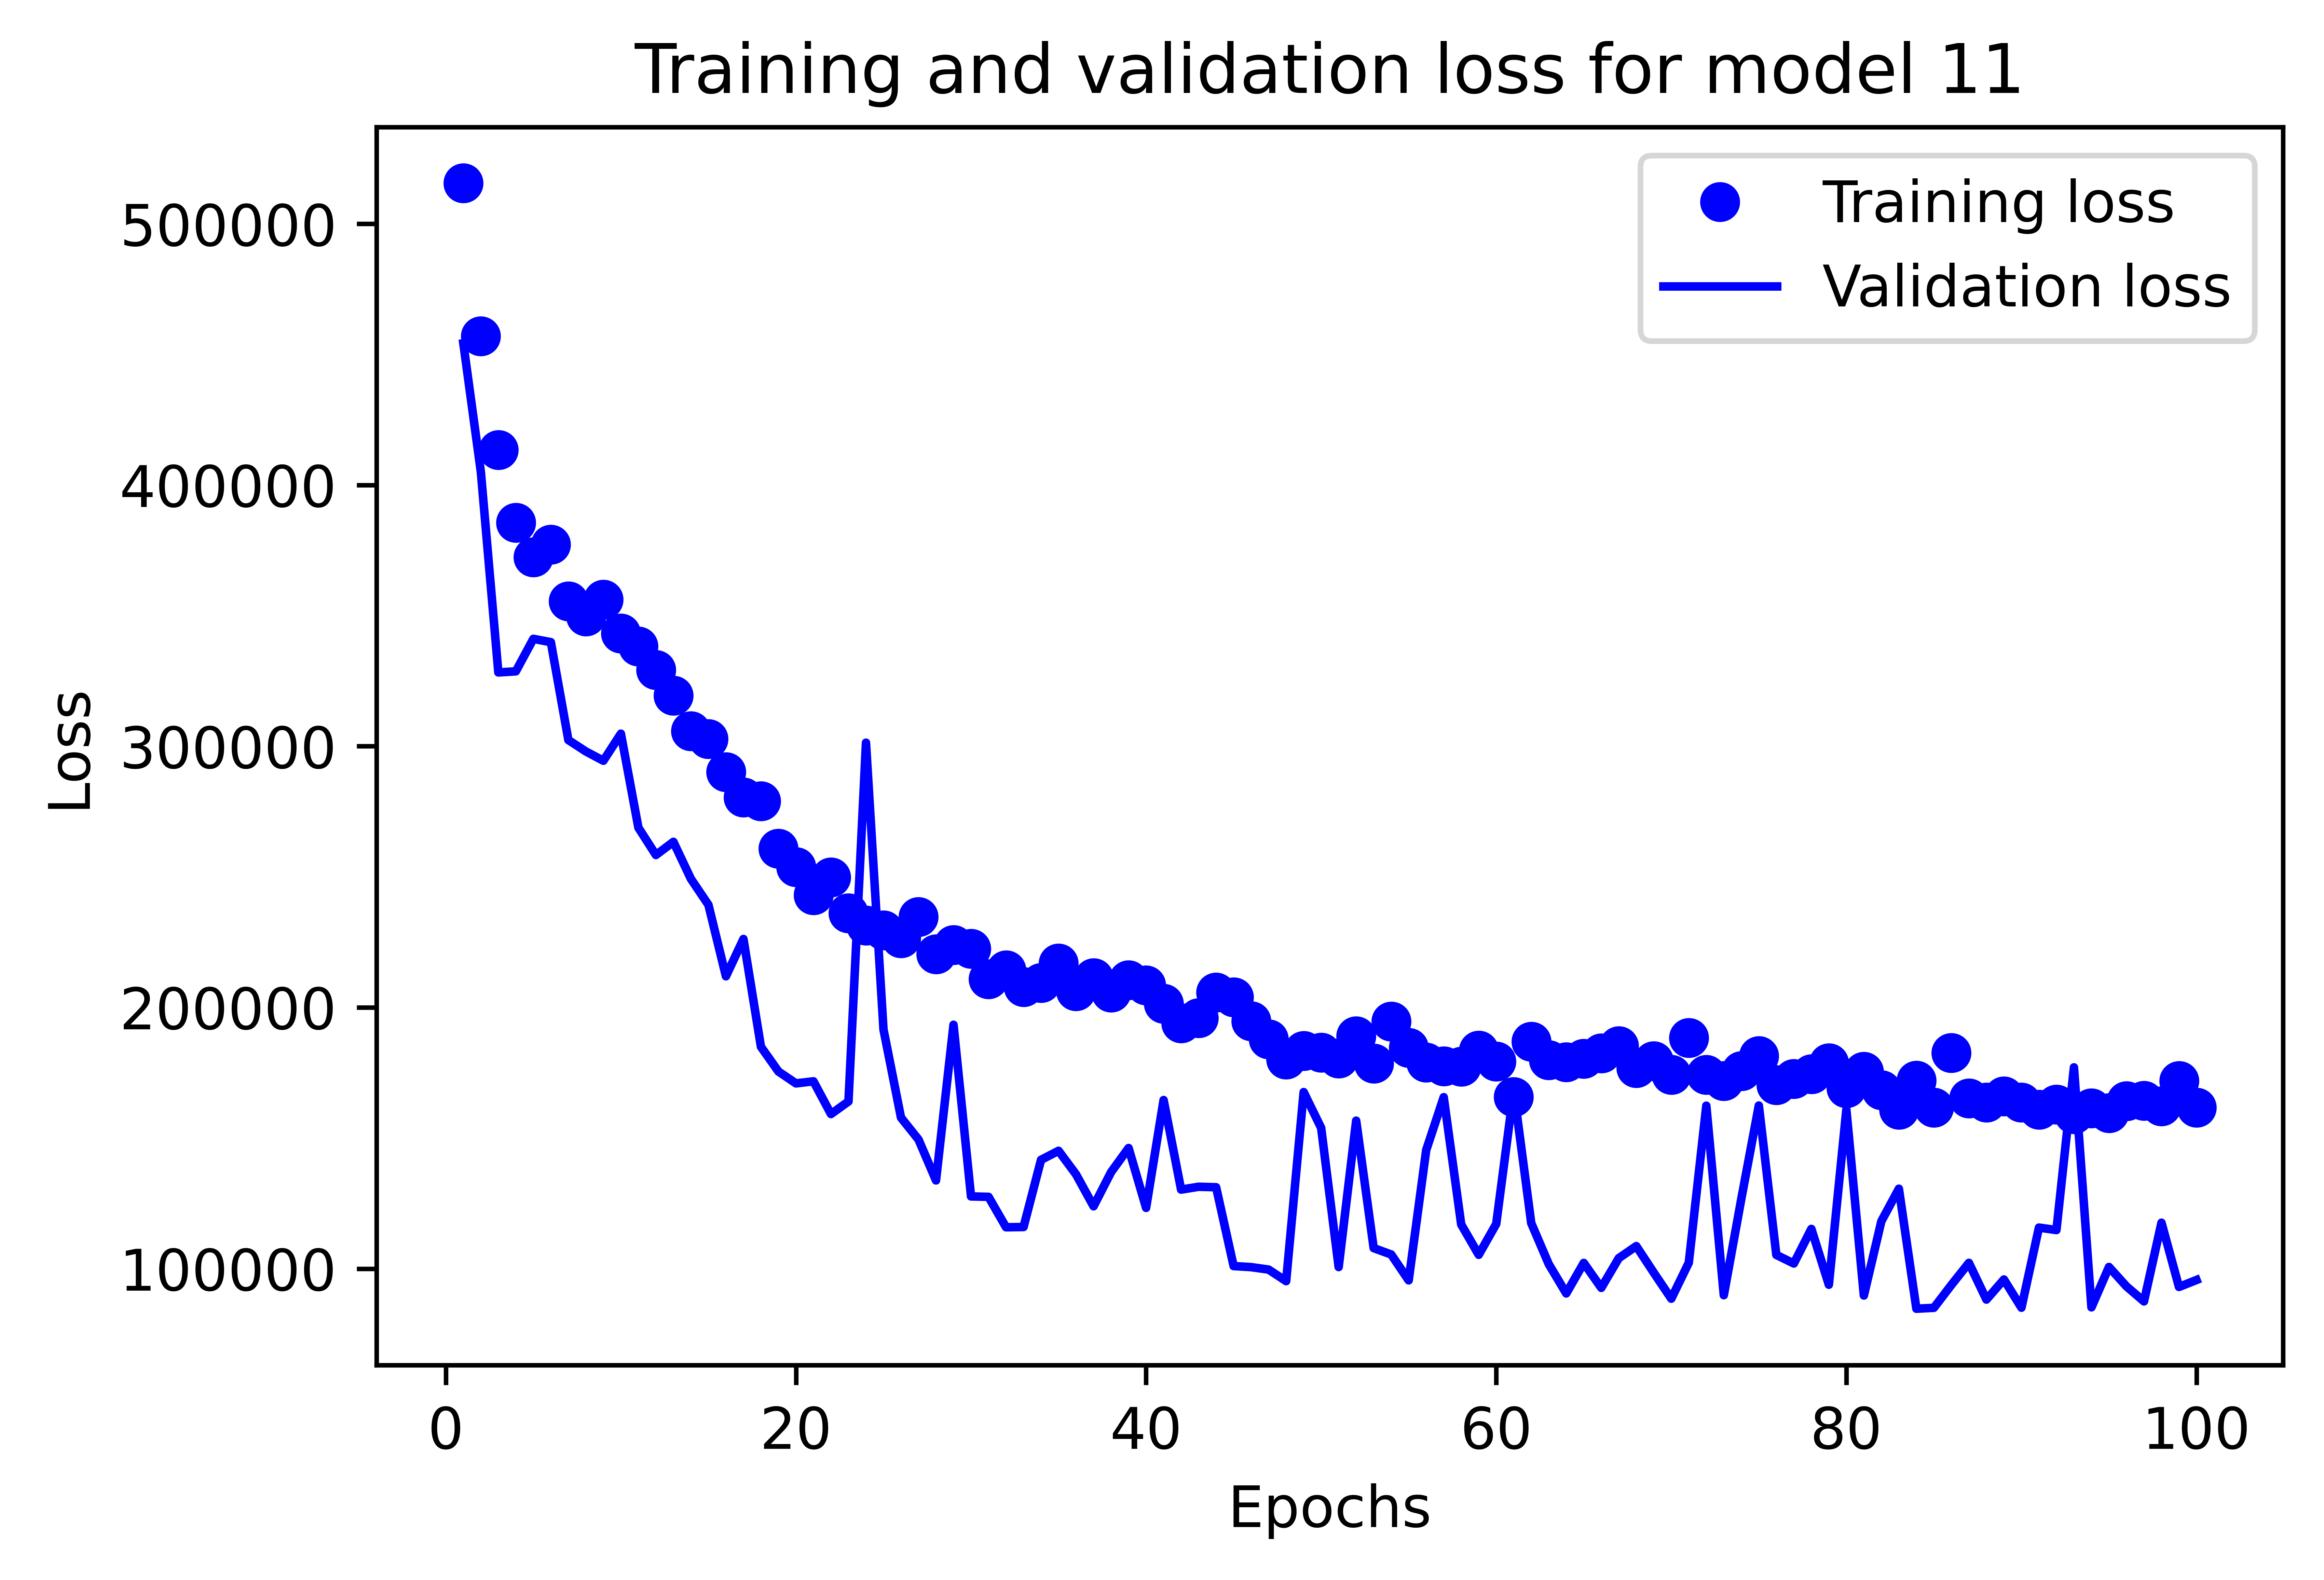 Training and validation loss for model 11
Training loss
Validation loss
500000
400000
300000
200000
100000
Loss
0 20 40 60 80 100
Epochs